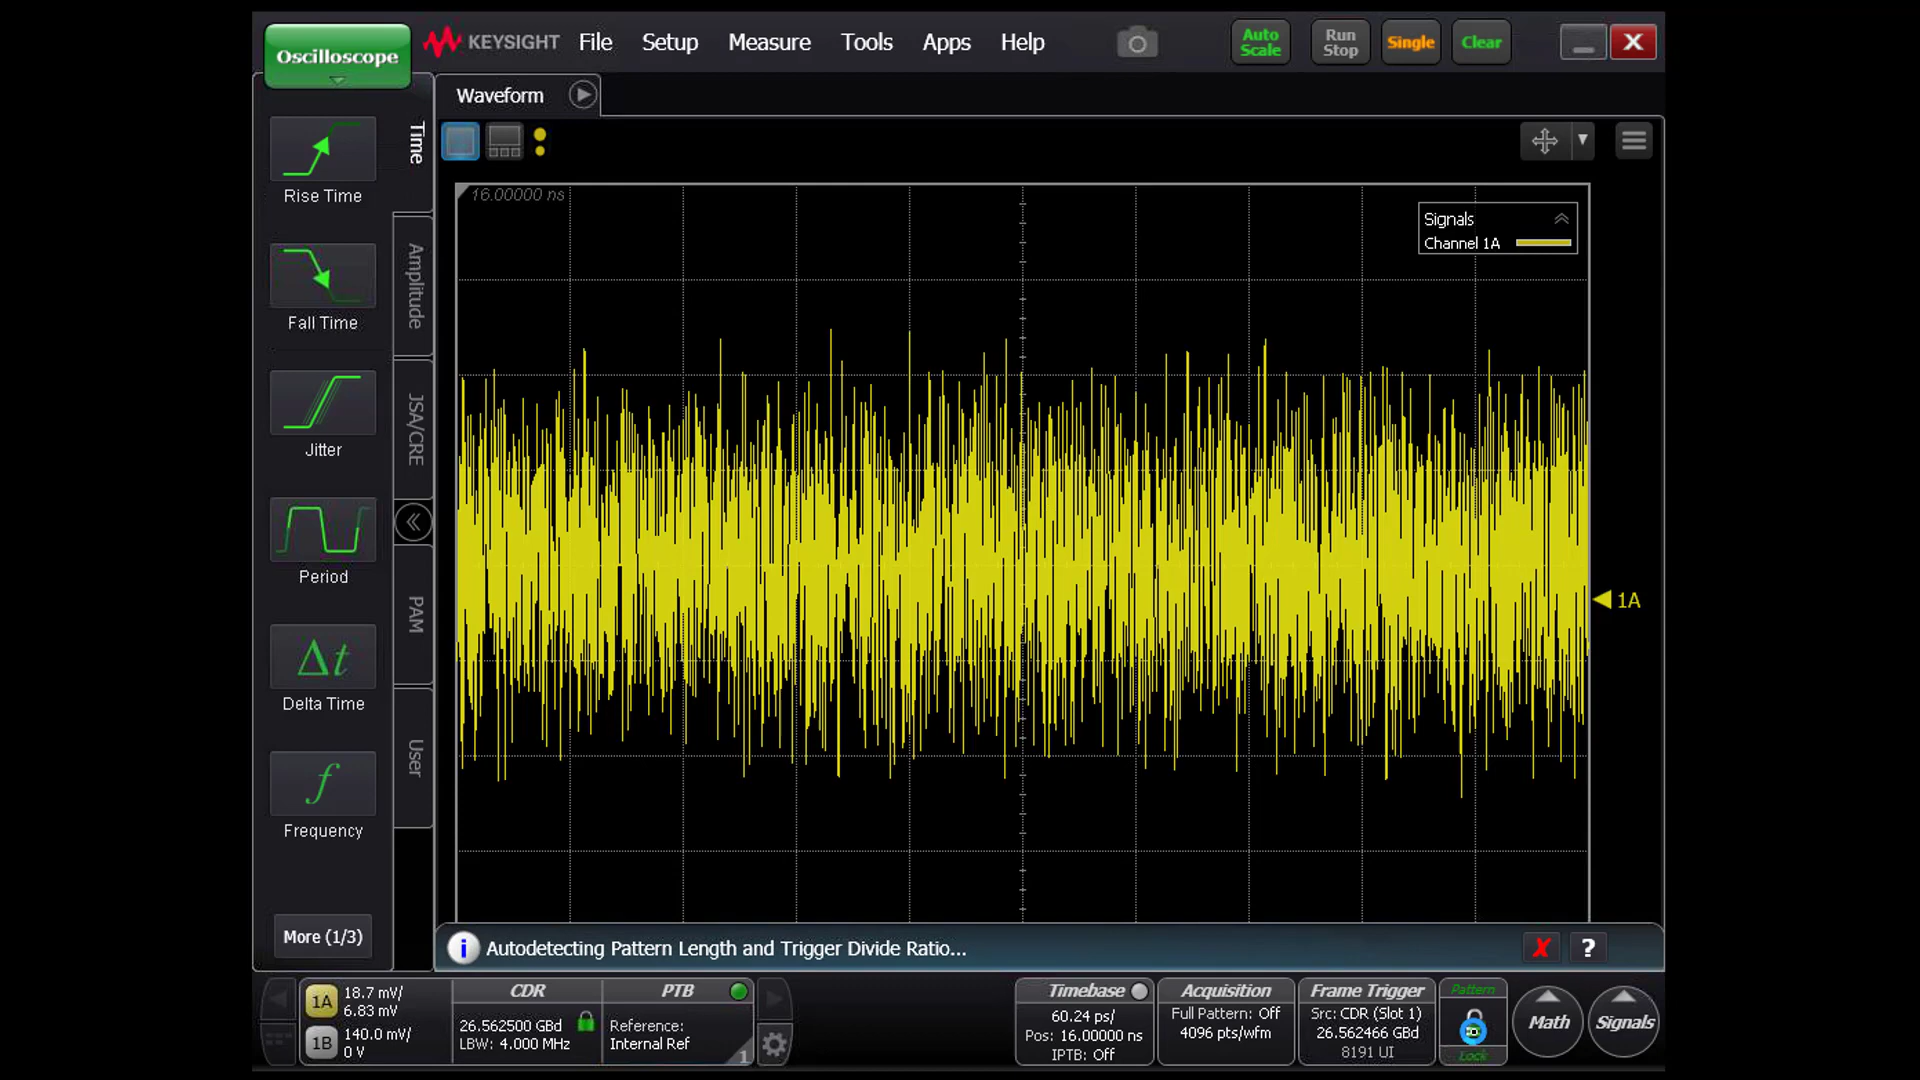 Oscilloscope
KEYSIGHT
File
Setup
Measure
Tools
Apps
Help
Auto
Scale
Run
Stop
Single
Clear
X
Waveform
Time
Rise Time
Fall Time
Jitter
Period
Δt
Delta Time
f
Frequency
More (1/3)
Amplitude
JSA/CRE
PAM
User
16.00000 ns
Signals
Channel 1A
1A
i
Autodetecting Pattern Length and Trigger Divide Ratio...
X
?
1A
18.7 mV/
6.83 mV
1B
140.0 mV/
0 V
CDR
26.562500 GBd
LBW: 4.000 MHz
PTB
Reference:
Internal Ref
1
Timebase
60.24 ps/
Pos: 16.00000 ns
IPTB: Off
Acquisition
Full Pattern: Off
4096 pts/wfm
Frame Trigger
Src: CDR (Slot 1)
26.562466 GBd
8191 UI
Pattern
Lock
Math
Signals